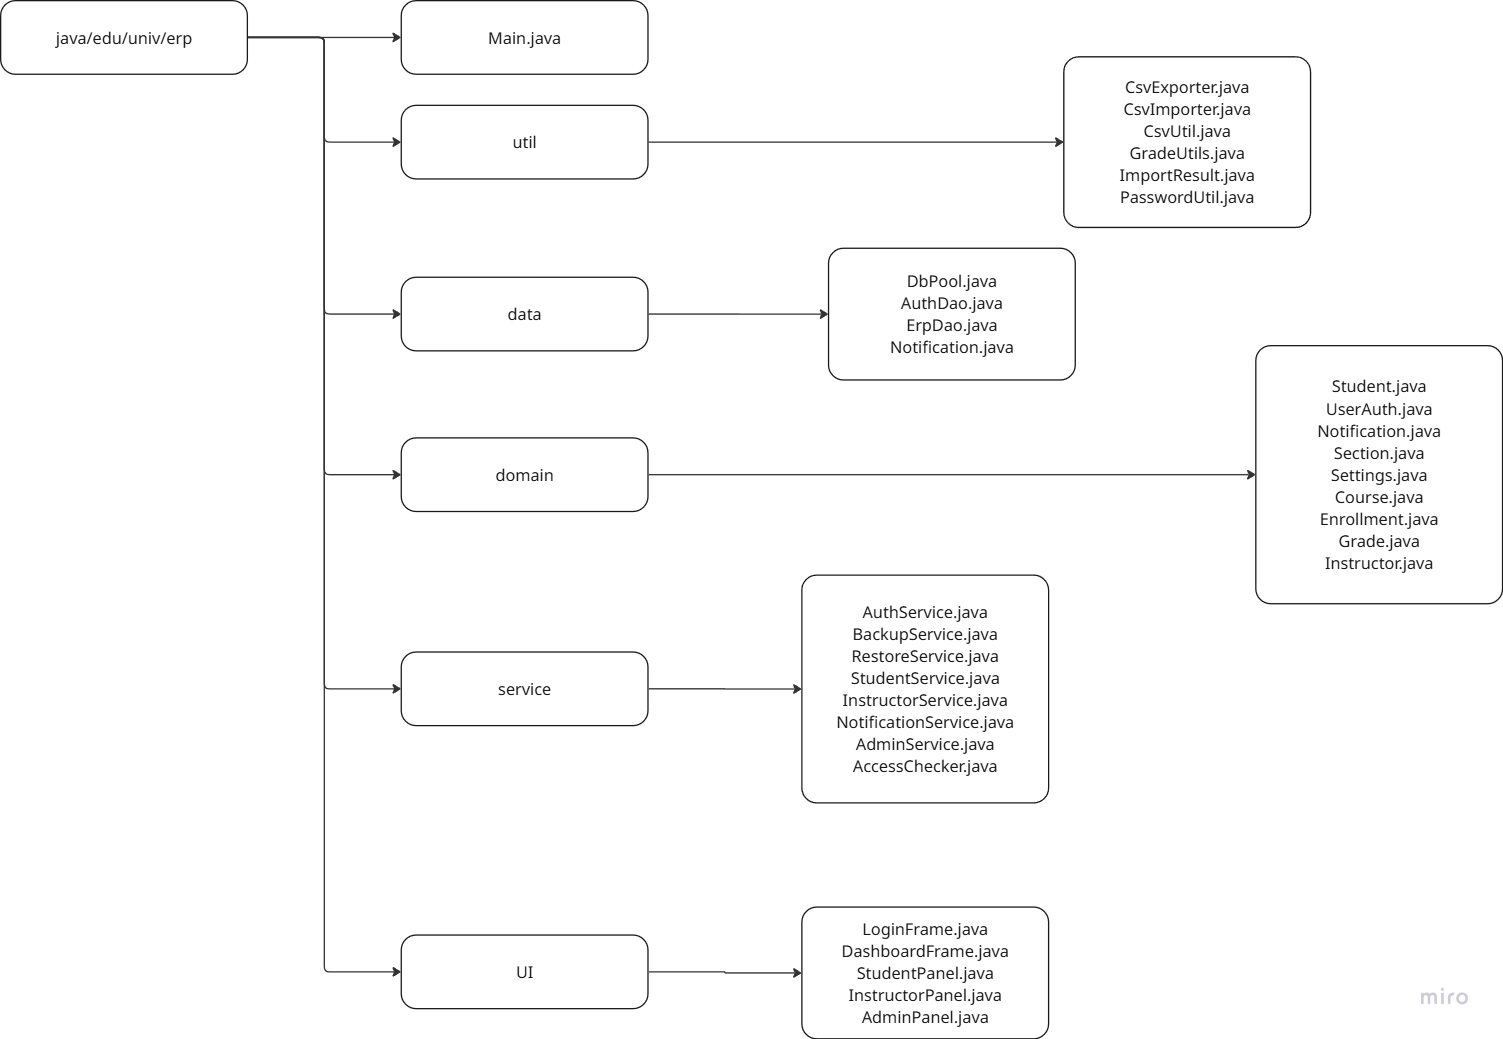 java/edu/univ/erp
Main.java
util
CsvExporter.java
CsvImporter.java
CsvUtil.java
GradeUtils.java
ImportResult.java
PasswordUtil.java
data
DbPool.java
AuthDao.java
ErpDao.java
Notification.java
domain
Student.java
UserAuth.java
Notification.java
Section.java
Settings.java
Course.java
Enrollment.java
Grade.java
Instructor.java
service
AuthService.java
BackupService.java
RestoreService.java
StudentService.java
InstructorService.java
NotificationService.java
AdminService.java
AccessChecker.java
UI
LoginFrame.java
DashboardFrame.java
StudentPanel.java
InstructorPanel.java
AdminPanel.java
miro